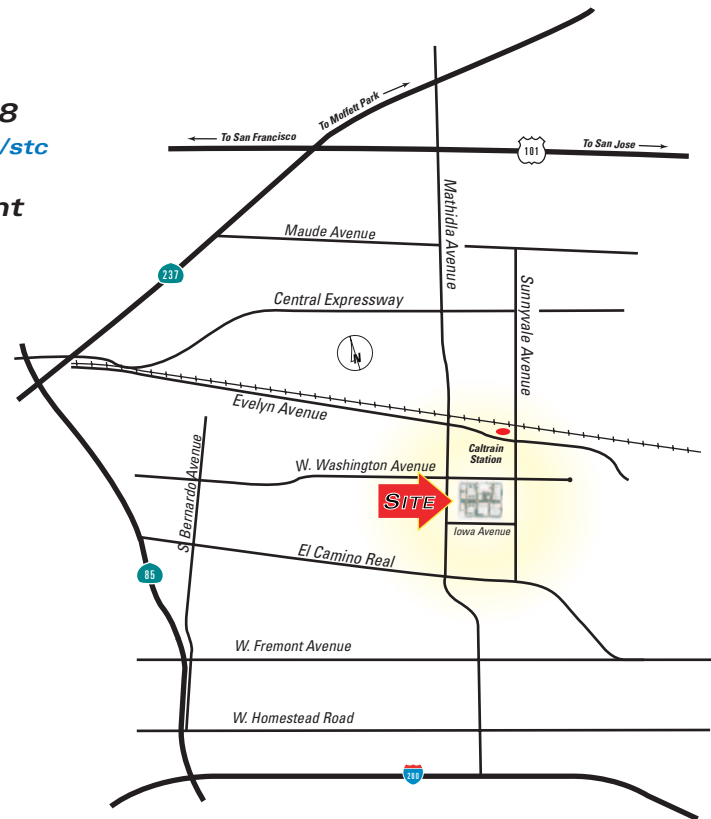 8
/stc
nt
To Moffett Park
To San Francisco
101
To San Jose
Mathidla Avenue
Maude Avenue
237
Sunnyvale Avenue
Central Expressway
N
Evelyn Avenue
Caltrain
Station
S. Bernardo Avenue
W. Washington Avenue
SITE
Iowa Avenue
El Camino Real
85
W. Fremont Avenue
W. Homestead Road
280